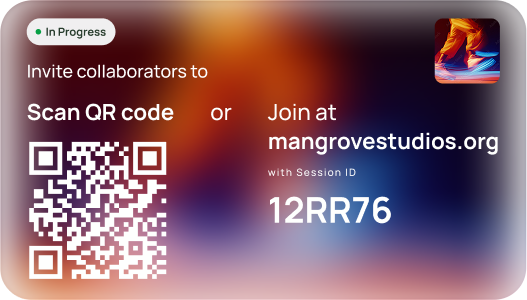 In Progress
Invite collaborators to
Scan QR code or Join at
mangrovestudios.org
with Session ID
12RR76